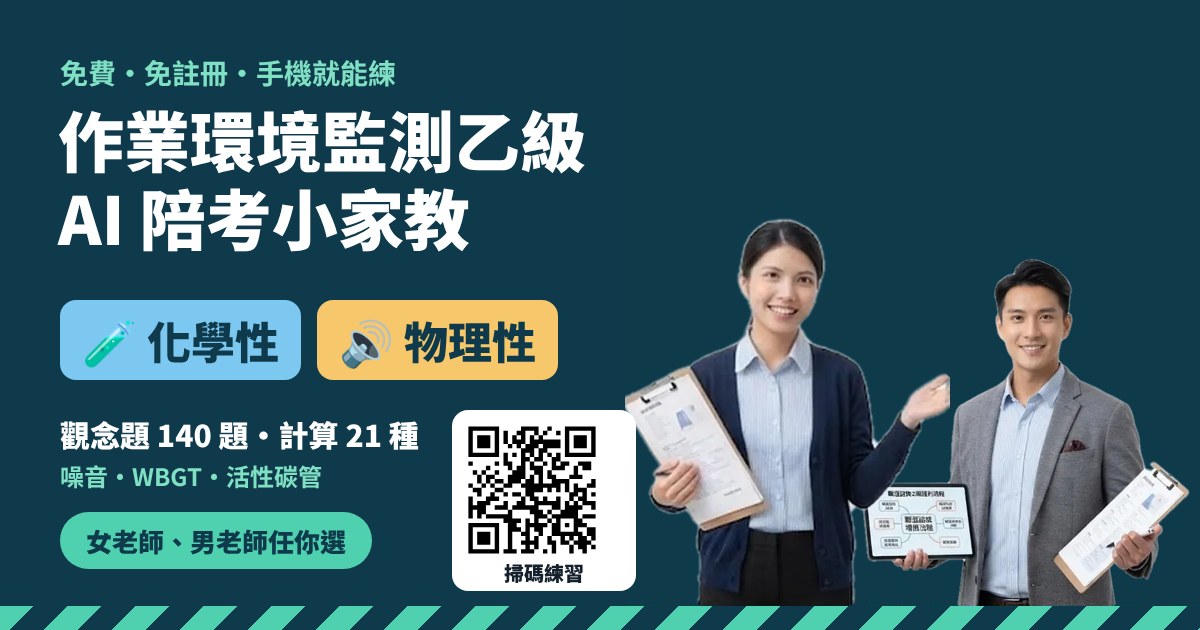 免費・免註冊・手機就能練
作業環境監測乙級
AI 陪考小家教
化學性
物理性
觀念題 140 題・計算 21 種
噪音・WBGT・活性碳管
女老師、男老師任你選
掃碼練習